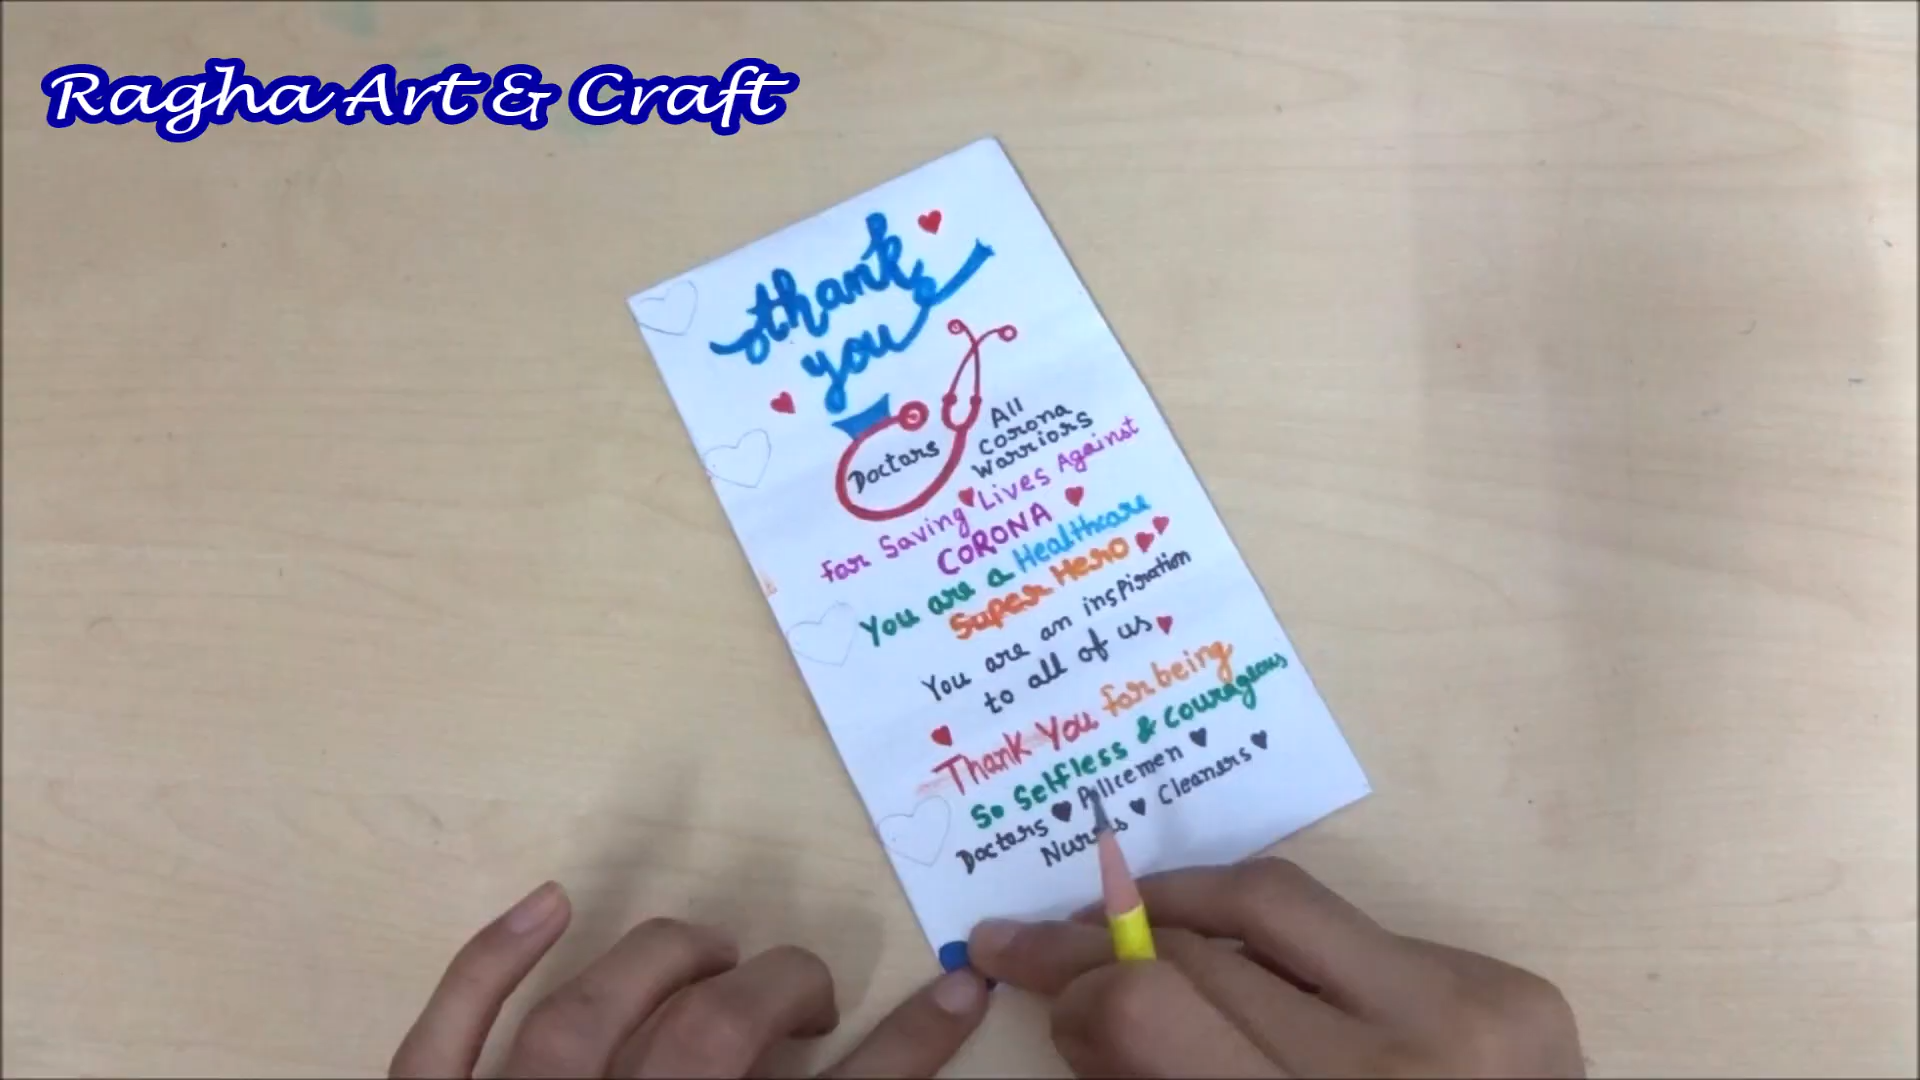 Ragha Art & Craft
thank
you
Doctors
All
Corona
Warriors
for Saving Lives Against
CORONA
You are a Healthcare
Super Hero
You are an inspiration
to all of us
Thank You for being
So Selfless & Courageous
Doctors Policemen
Nurses Cleaners